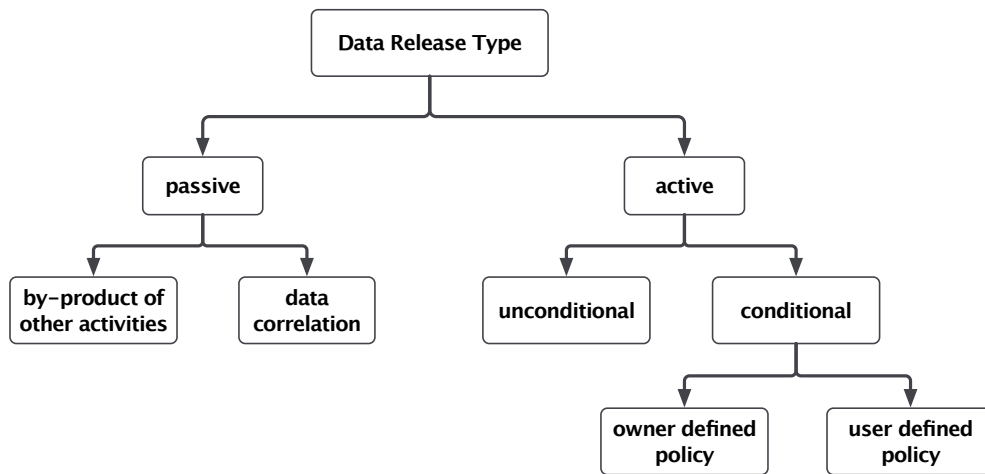 Data Release Type
passive
active
by-product of
other activities
data
correlation
unconditional
conditional
owner defined
policy
user defined
policy